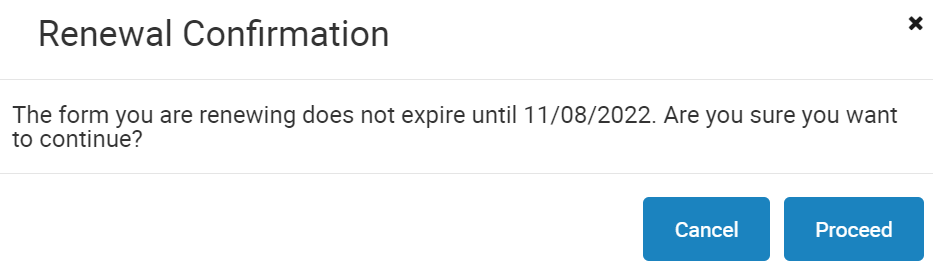 Renewal Confirmation
The form you are renewing does not expire until 11/08/2022. Are you sure you want
to continue?
Cancel
Proceed